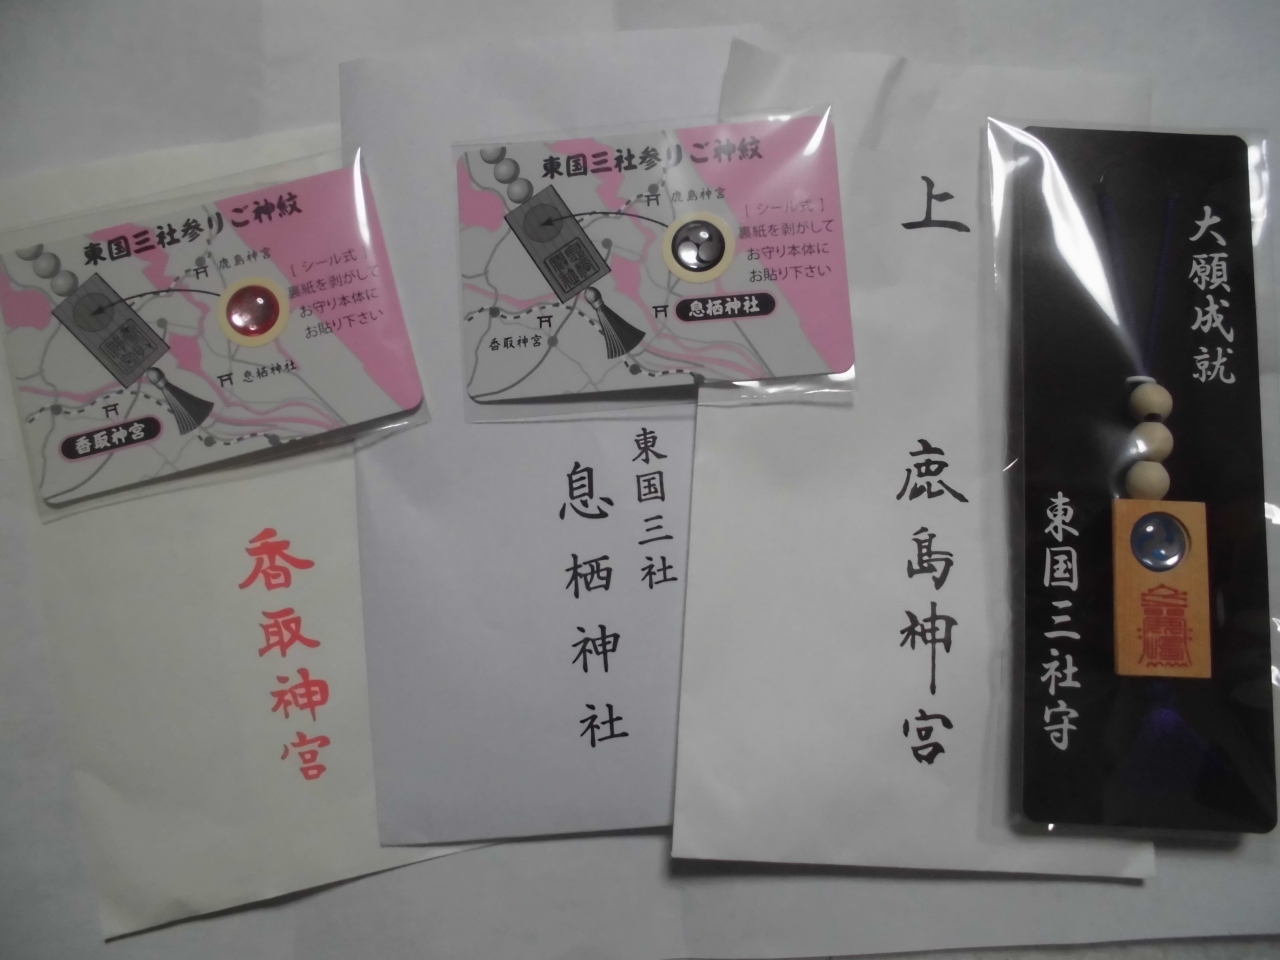 東国三社参りご神紋
鹿島神宮
[シール式]
裏紙を剥がして
お守り本体に
お貼り下さい
息栖神社
香取神宮
香取神宮
東国三社参りご神紋
鹿島神宮
[シール式]
裏紙を剥がして
お守り本体に
お貼り下さい
息栖神社
香取神宮
東国三社
息栖神社
上
鹿島神宮
大願成就
東国三社守